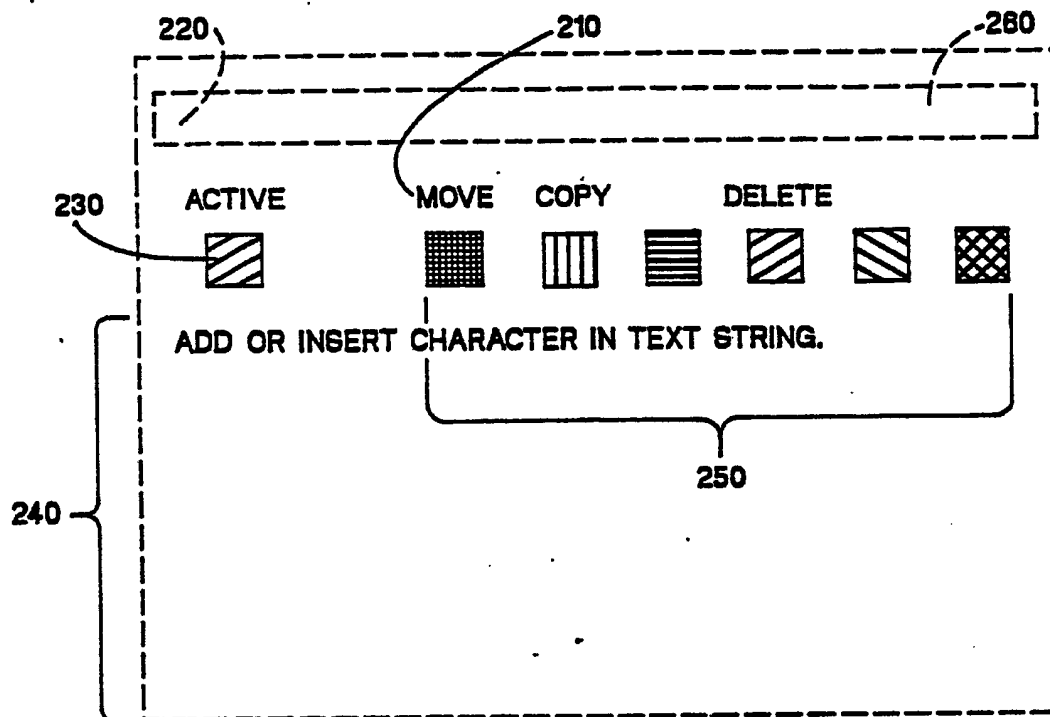 220 210 260
ACTIVE MOVE COPY DELETE
230
ADD OR INSERT CHARACTER IN TEXT STRING.
250
240